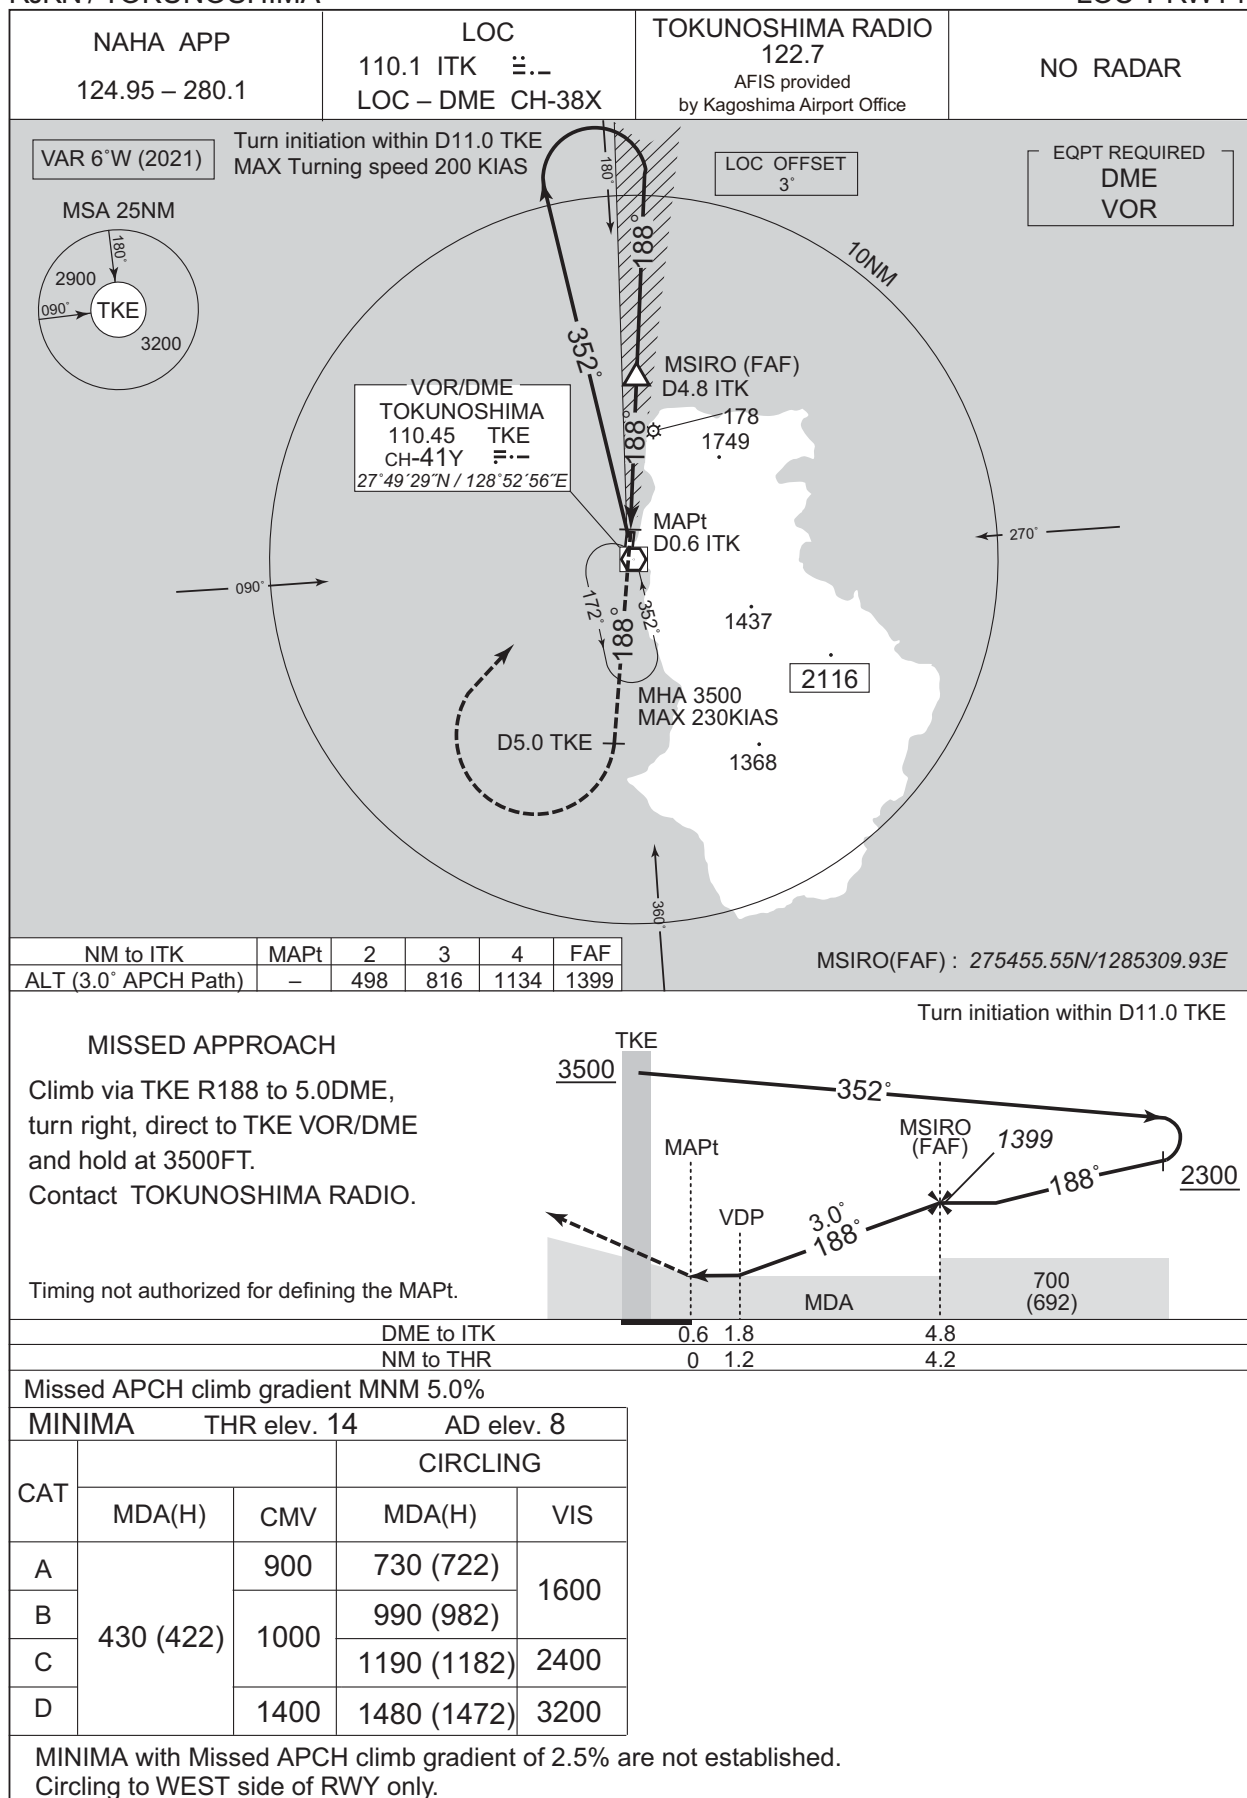 NAHA APP
124.95 – 280.1
LOC
110.1 ITK
LOC – DME CH-38X
TOKUNOSHIMA RADIO
122.7
AFIS provided
by Kagoshima Airport Office
NO RADAR
VAR 6˚W (2021)
Turn initiation within D11.0 TKE
MAX Turning speed 200 KIAS
180˚
LOC OFFSET
3˚
EQPT REQUIRED
DME
VOR
MSA 25NM
180˚
2900
090˚
TKE
3200
188˚
10NM
352˚
MSIRO (FAF)
D4.8 ITK
VOR/DME
TOKUNOSHIMA
110.45 TKE
CH-41Y
27˚49´29˝N / 128˚52´56˝E
188˚
178
1749
MAPt
D0.6 ITK
270˚
090˚
172˚
188˚
352˚
1437
2116
MHA 3500
MAX 230KIAS
D5.0 TKE
1368
360˚
NM to ITK MAPt 2 3 4 FAF
ALT (3.0˚ APCH Path) – 498 816 1134 1399
MSIRO(FAF) : 275455.55N/1285309.93E
Turn initiation within D11.0 TKE
MISSED APPROACH
Climb via TKE R188 to 5.0DME,
turn right, direct to TKE VOR/DME
and hold at 3500FT.
Contact TOKUNOSHIMA RADIO.
Timing not authorized for defining the MAPt.
TKE
3500
352˚
MAPt
MSIRO
(FAF)
1399
188˚
2300
VDP
3.0˚
188˚
MDA
700
(692)
DME to ITK 0.6 1.8 4.8
NM to THR 0 1.2 4.2
Missed APCH climb gradient MNM 5.0%
MINIMA THR elev. 14 AD elev. 8
CAT
CIRCLING
MDA(H) CMV MDA(H) VIS
A 900 730 (722)
1600
B 990 (982)
430 (422) 1000
C 1190 (1182) 2400
D 1400 1480 (1472) 3200
MINIMA with Missed APCH climb gradient of 2.5% are not established.
Circling to WEST side of RWY only.